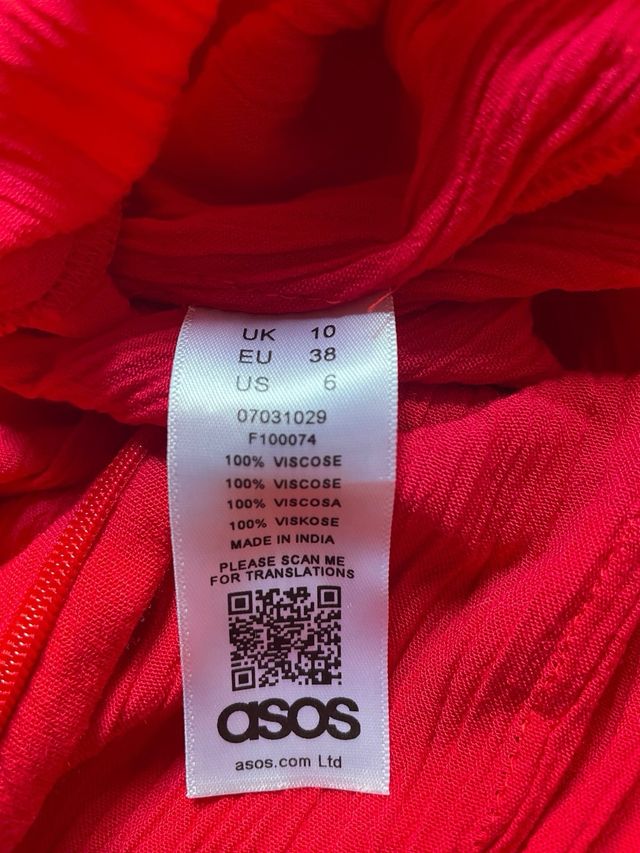 UK 10
EU 38
US 6
07031029
F100074
100% VISCOSE
100% VISCOSE
100% VISCOSA
100% VISKOSE
MADE IN INDIA
PLEASE SCAN ME
FOR TRANSLATIONS
asos
asos.com Ltd